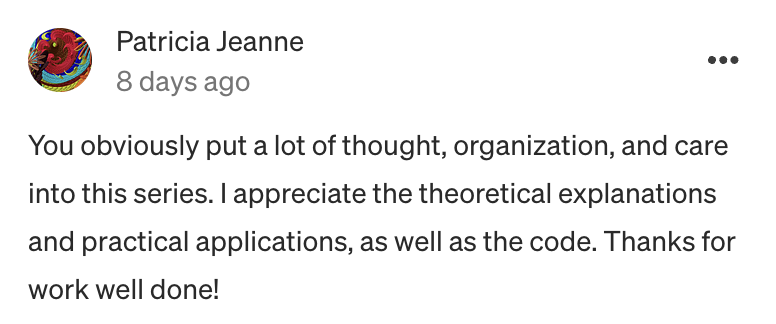 Patricia Jeanne
8 days ago
You obviously put a lot of thought, organization, and care
into this series. I appreciate the theoretical explanations
and practical applications, as well as the code. Thanks for
work well done!